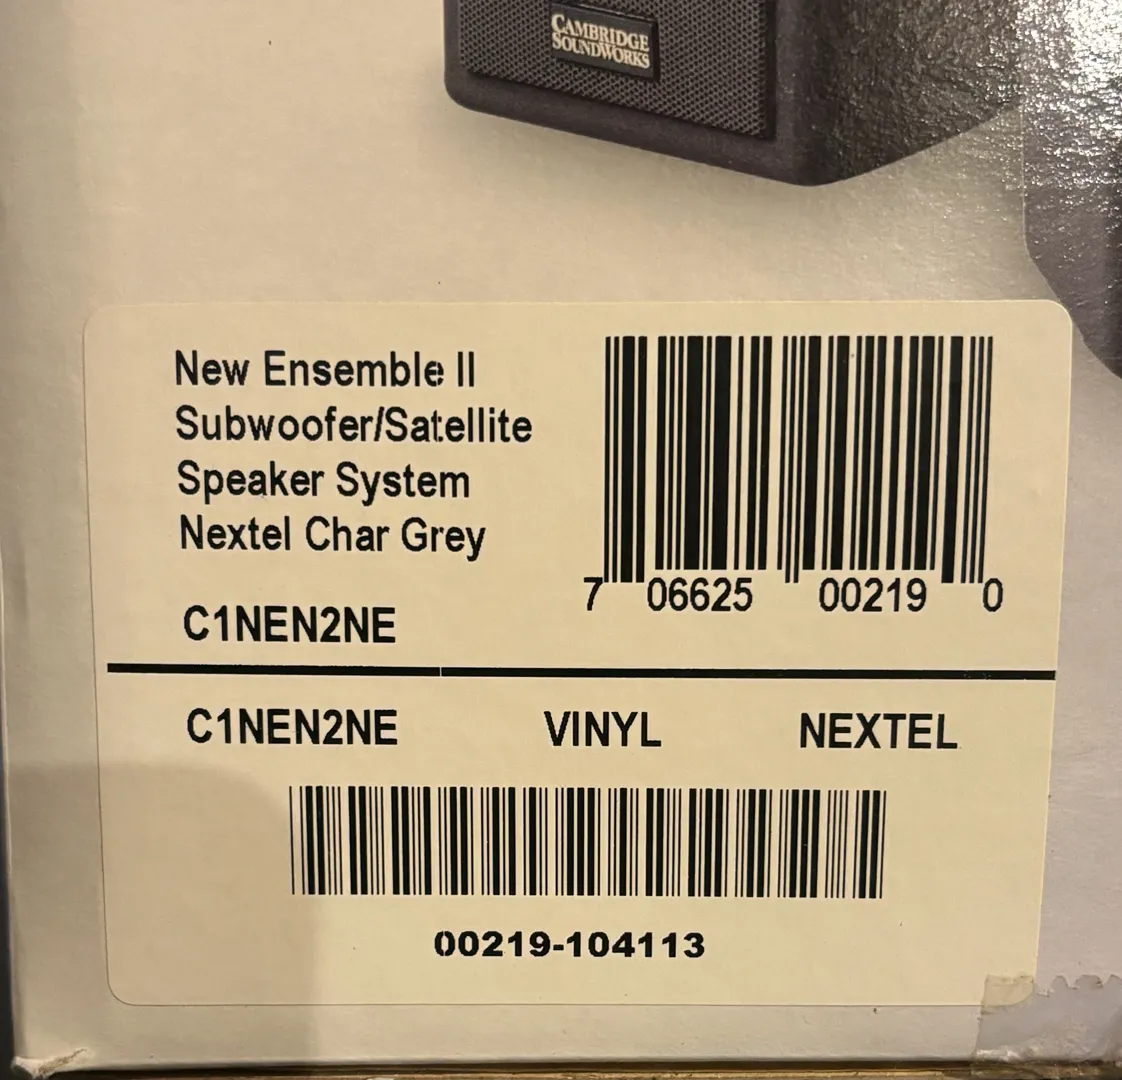 CAMBRIDGE
SOUNDWORKS
New Ensemble II
Subwoofer/Satellite
Speaker System
Nextel Char Grey
C1NEN2NE
7 06625 00219 0
C1NEN2NE VINYL NEXTEL
00219-104113